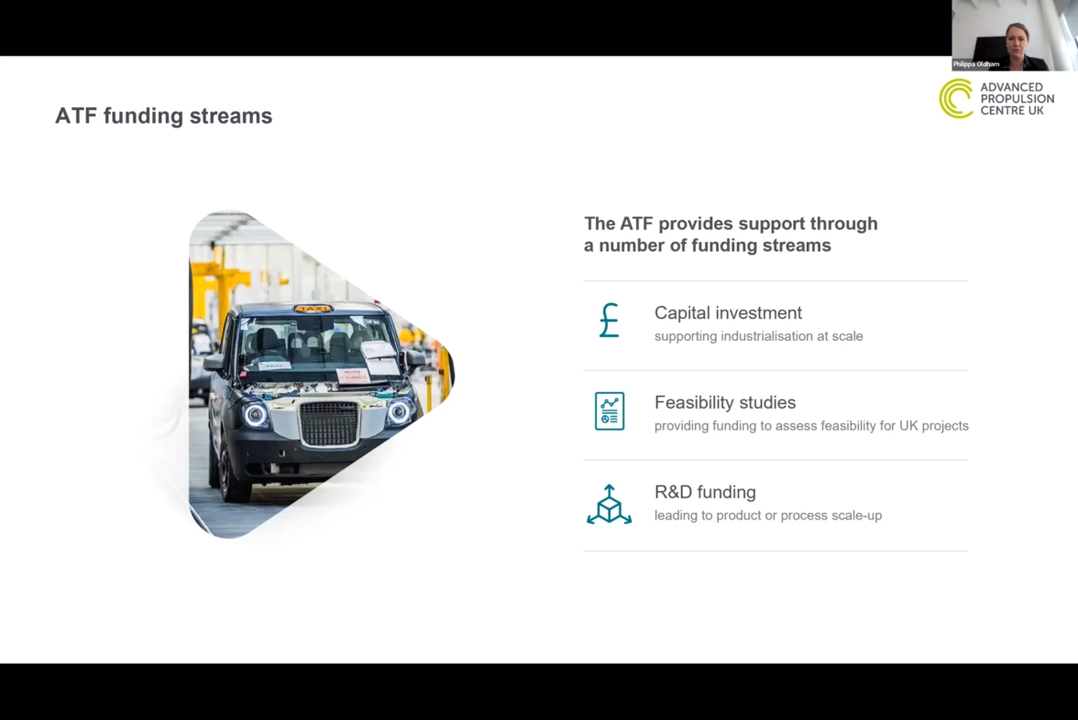 Philippa Oldham
ADVANCED
PROPULSION
CENTRE UK
ATF funding streams
The ATF provides support through
a number of funding streams
TAXI
£
Capital investment
supporting industrialisation at scale
Feasibility studies
providing funding to assess feasibility for UK projects
R&D funding
leading to product or process scale-up